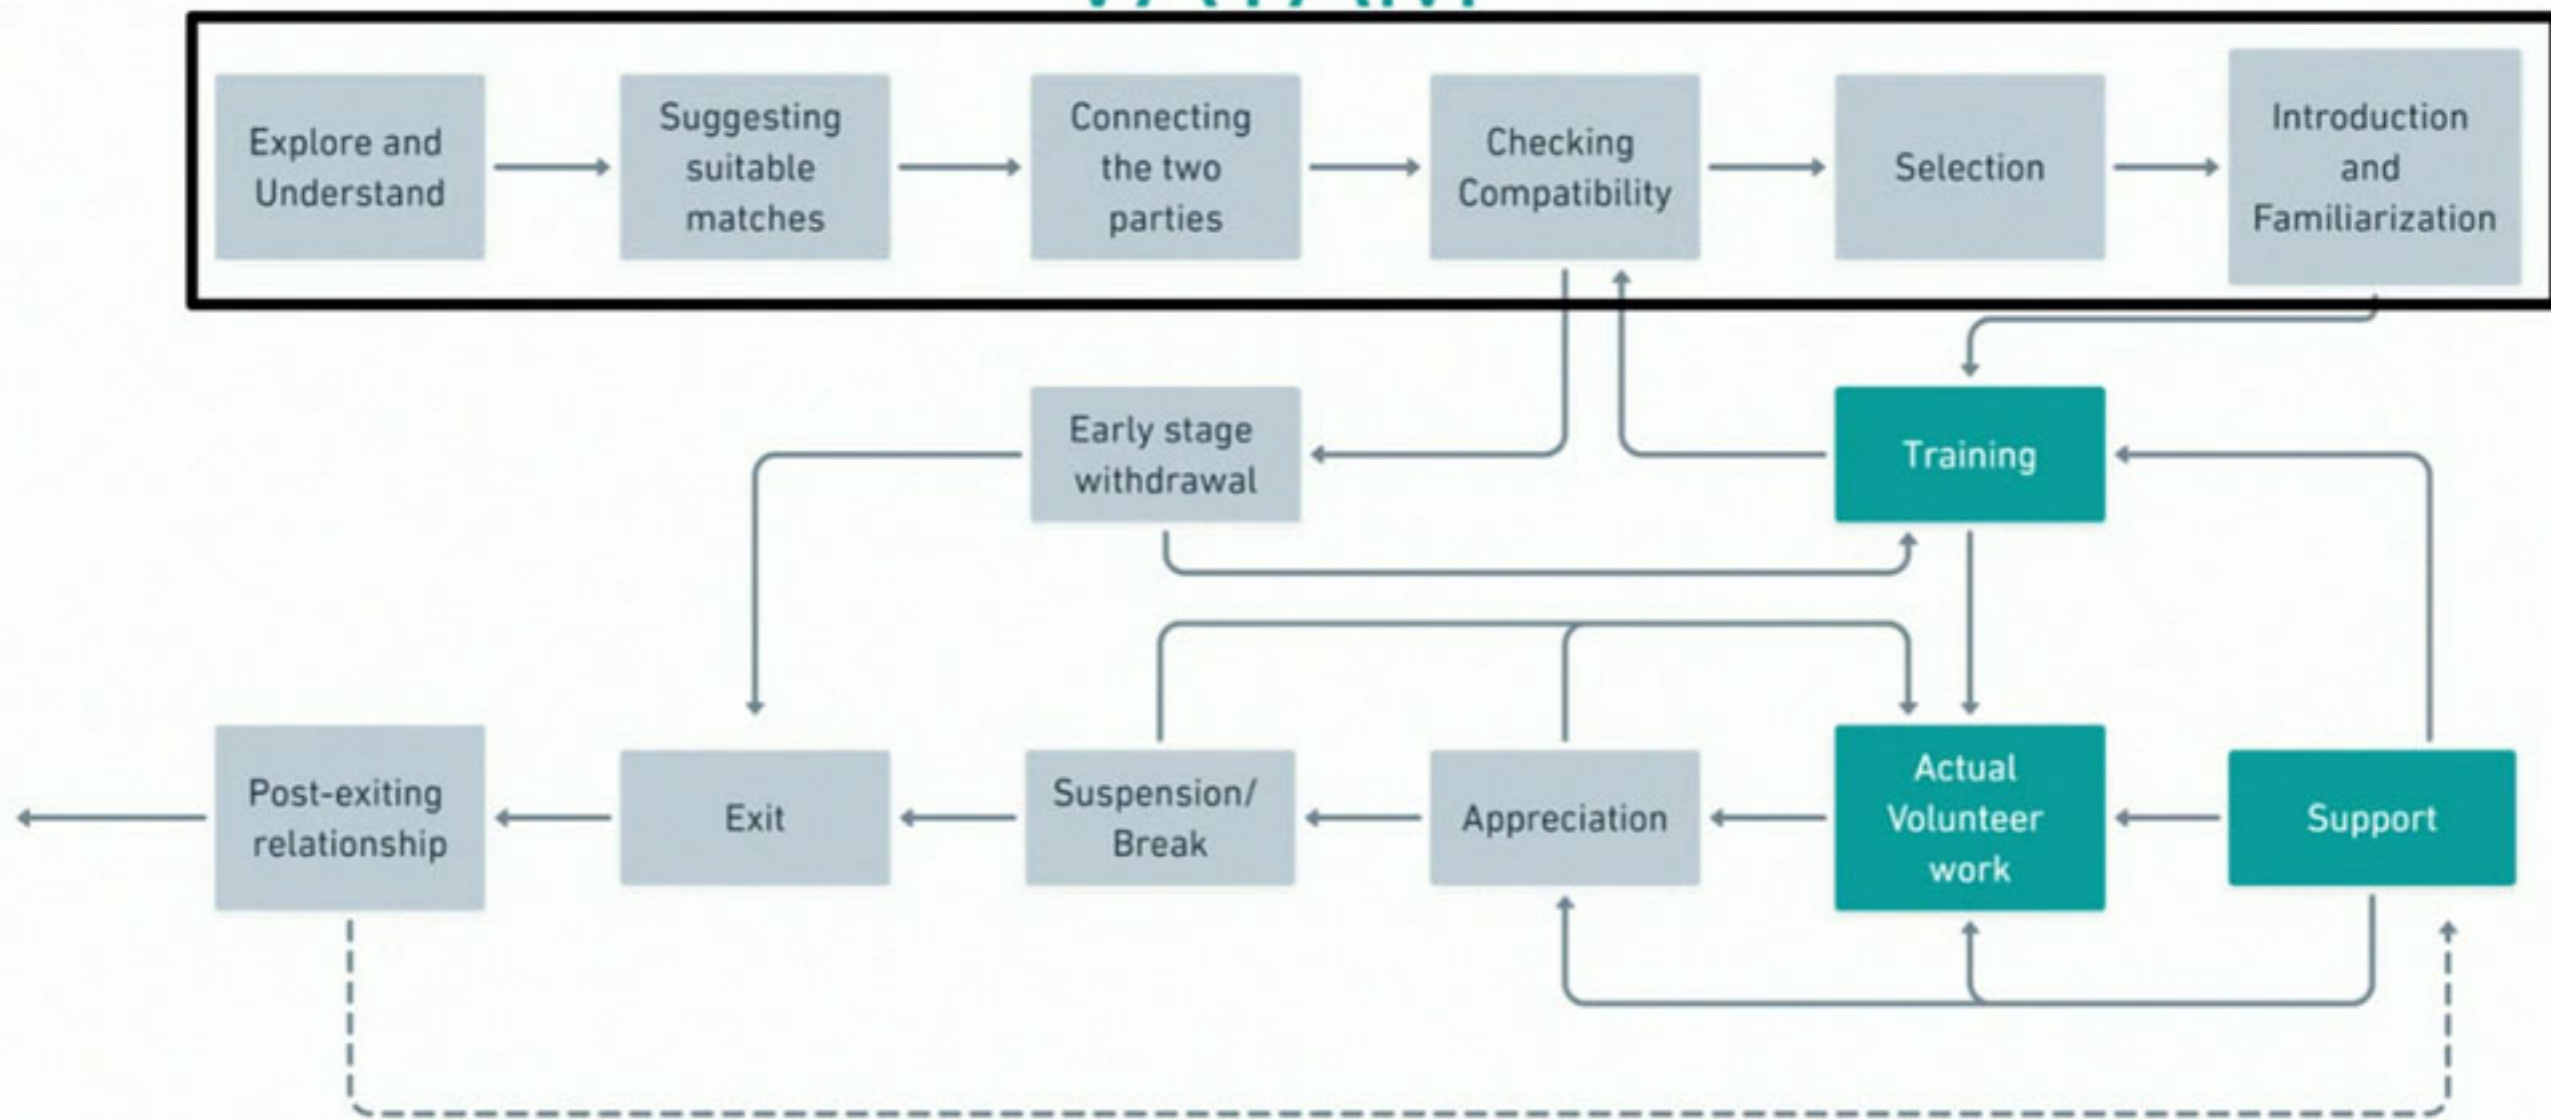 Explore and
Understand
Suggesting
suitable
matches
Connecting
the two
parties
Checking
Compatibility
Selection
Introduction
and
Familiarization
Early stage
withdrawal
Training
Post-exiting
relationship
Exit
Suspension/
Break
Appreciation
Actual
Volunteer
work
Support